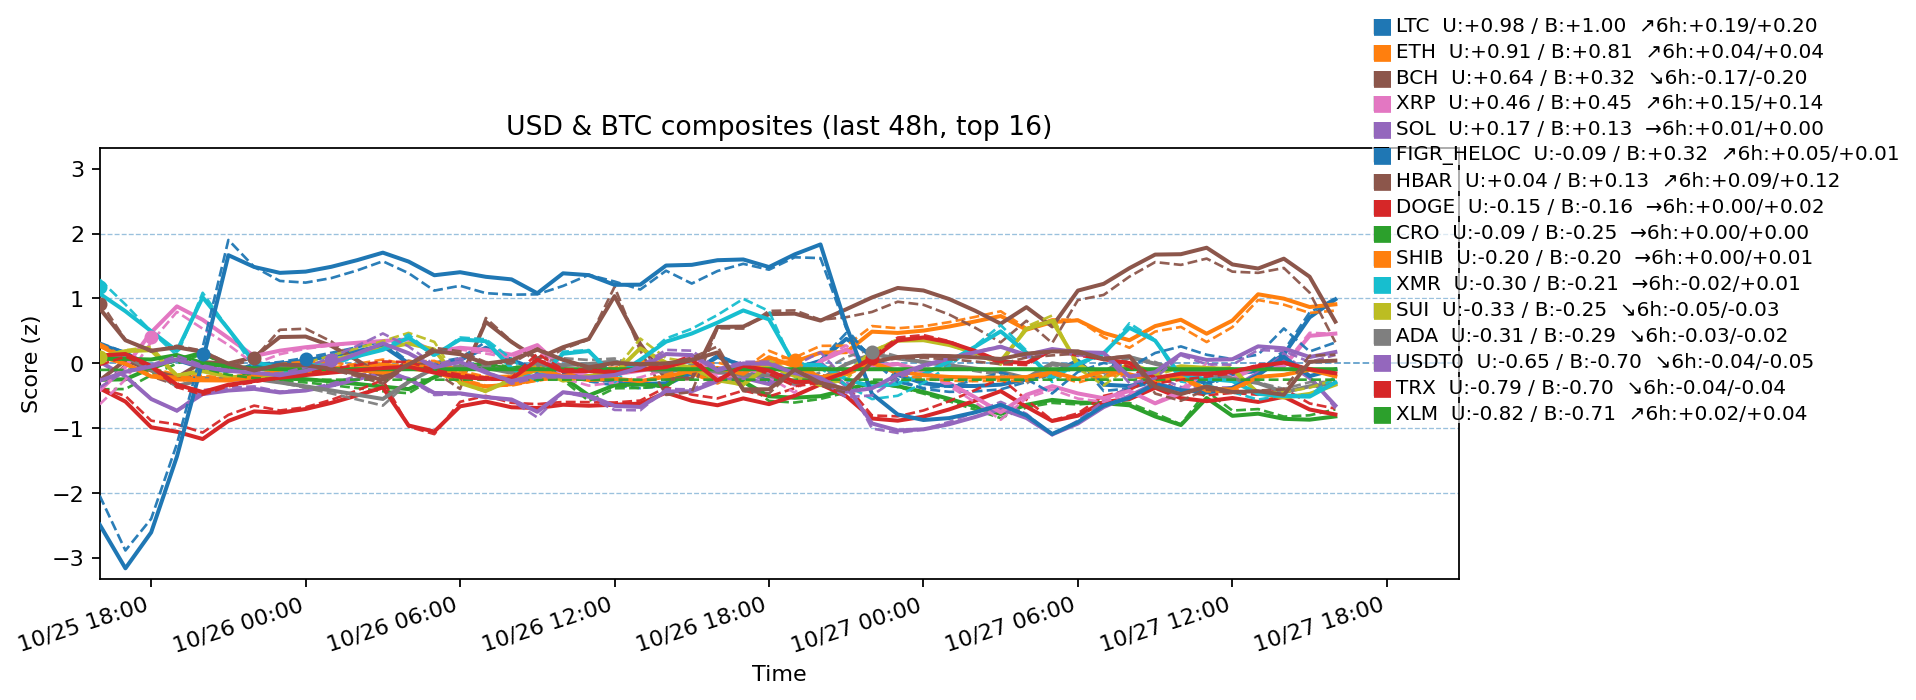 LTC U:+0.98 / B:+1.00 ↗6h:+0.19/+0.20
ETH U:+0.91 / B:+0.81 ↗6h:+0.04/+0.04
BCH U:+0.64 / B:+0.32 ↘6h:-0.17/-0.20
XRP U:+0.46 / B:+0.45 ↗6h:+0.15/+0.14
SOL U:+0.17 / B:+0.13 →6h:+0.01/+0.00
FIGR_HELOC U:-0.09 / B:+0.32 ↗6h:+0.05/+0.01
HBAR U:+0.04 / B:+0.13 ↗6h:+0.09/+0.12
DOGE U:-0.15 / B:-0.16 →6h:+0.00/+0.02
CRO U:-0.09 / B:-0.25 →6h:+0.00/+0.00
SHIB U:-0.20 / B:-0.20 →6h:+0.00/+0.01
XMR U:-0.30 / B:-0.21 →6h:-0.02/+0.01
SUI U:-0.33 / B:-0.25 ↘6h:-0.05/-0.03
ADA U:-0.31 / B:-0.29 ↘6h:-0.03/-0.02
USDT0 U:-0.65 / B:-0.70 ↘6h:-0.04/-0.05
TRX U:-0.79 / B:-0.70 ↘6h:-0.04/-0.04
XLM U:-0.82 / B:-0.71 ↗6h:+0.02/+0.04
USD & BTC composites (last 48h, top 16)
Score (z)
3
2
1
0
−1
−2
−3
10/25 18:00
10/26 00:00
10/26 06:00
10/26 12:00
10/26 18:00
10/27 00:00
10/27 06:00
10/27 12:00
10/27 18:00
Time